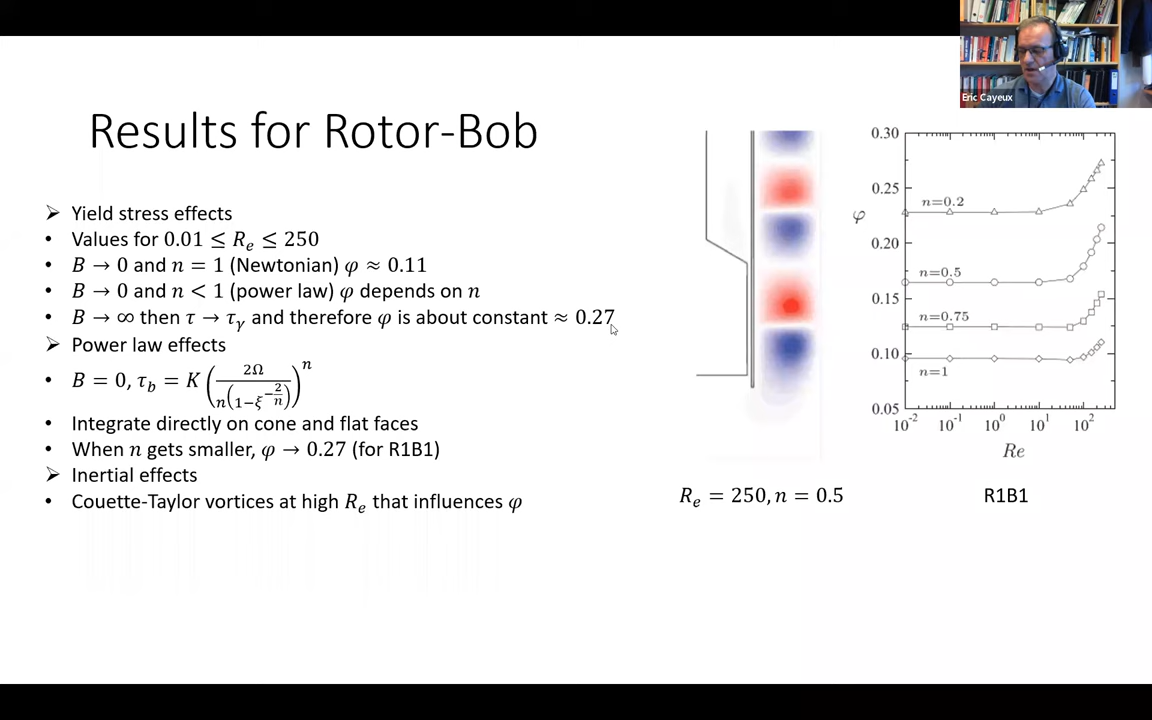 Eric Cayeux
Results for Rotor-Bob
➢ Yield stress effects
• Values for 0.01 ≤ Rₑ ≤ 250
• B → 0 and n = 1 (Newtonian) φ ≈ 0.11
• B → 0 and n < 1 (power law) φ depends on n
• B → ∞ then τ → τᵧ and therefore φ is about constant ≈ 0.27
➢ Power law effects
• B = 0, τ_b = K (2Ω / n(1−ξ^(−2/n)))^n
• Integrate directly on cone and flat faces
• When n gets smaller, φ → 0.27 (for R1B1)
➢ Inertial effects
• Couette-Taylor vortices at high Rₑ that influences φ
Rₑ = 250, n = 0.5
0.30
0.25
φ
0.20
0.15
0.10
0.05
n=0.2
n=0.5
n=0.75
n=1
10⁻² 10⁻¹ 10⁰ 10¹ 10²
Re
R1B1